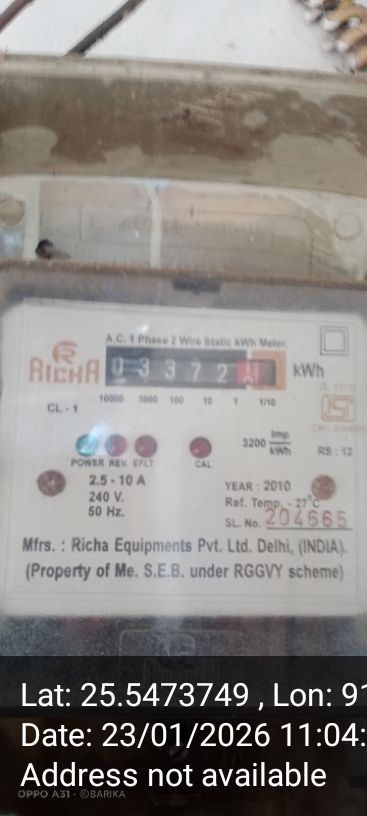 A.C. 1 Phase 2 Wire Static kWh Meter.
RICHA
0 3 3 7 2
kWh
CL - 1
10000 1000 100 10 1 1/10
3200 Imp/kWh
RS : 12
POWER REV. EFLT
CAL
2.5 - 10 A
240 V.
50 Hz.
YEAR : 2010
Ref. Temp. - 27°C
SL. No. 204665
Mfrs. : Richa Equipments Pvt. Ltd. Delhi, (INDIA).
(Property of Me. S.E.B. under RGGVY scheme)
Lat: 25.5473749 , Lon: 91
Date: 23/01/2026 11:04:
Address not available
OPPO A31 · ©BARIKA